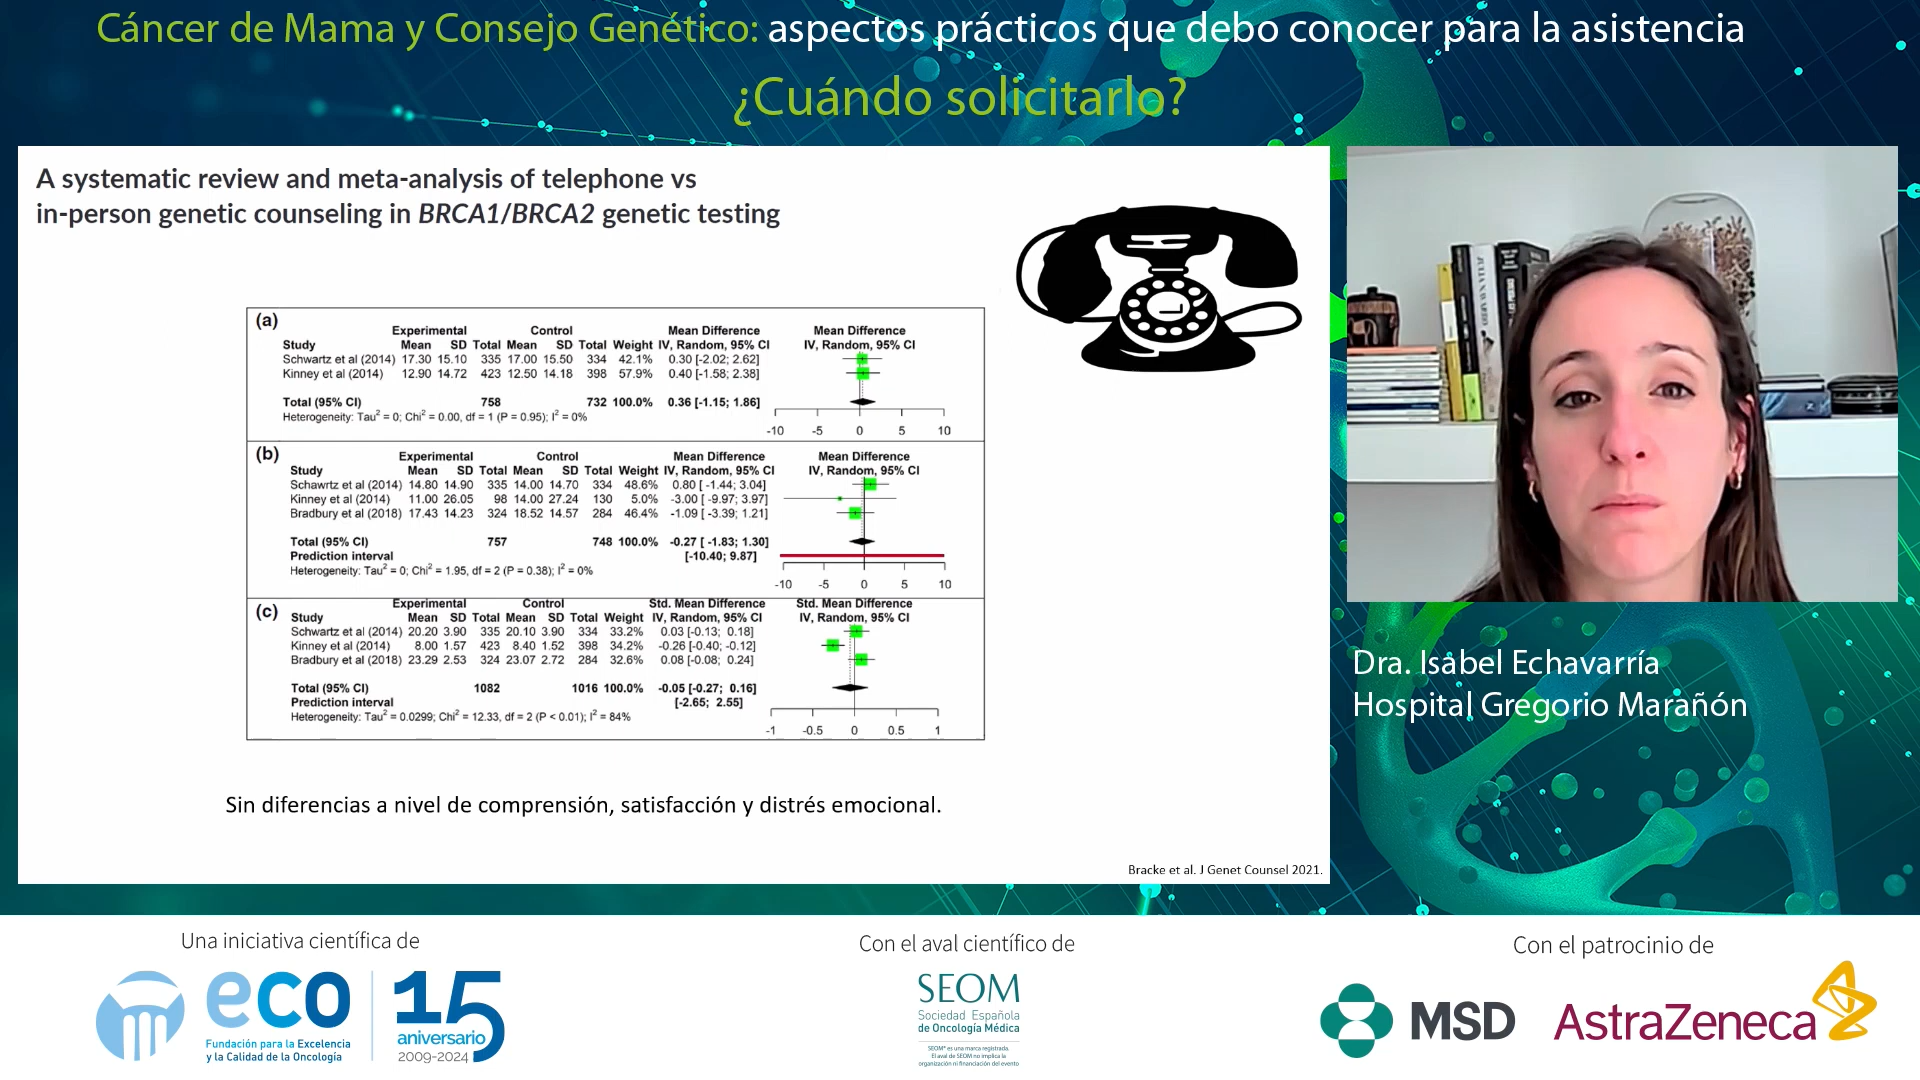 Cáncer de Mama y Consejo Genético: aspectos prácticos que debo conocer para la asistencia
¿Cuándo solicitarlo?
A systematic review and meta-analysis of telephone vs
in-person genetic counseling in BRCA1/BRCA2 genetic testing
(a)
Experimental Control Mean Difference Mean Difference
Study Mean SD Total Mean SD Total Weight IV, Random, 95% CI IV, Random, 95% CI
Schwartz et al (2014) 17.30 15.10 335 17.00 15.50 334 42.1% 0.30 [-2.02; 2.62]
Kinney et al (2014) 12.90 14.72 423 12.50 14.18 398 57.9% 0.40 [-1.58; 2.38]
Total (95% CI) 758 732 100.0% 0.36 [-1.15; 1.86]
Heterogeneity: Tau² = 0; Chi² = 0.00, df = 1 (P = 0.95); I² = 0%
-10 -5 0 5 10
(b)
Experimental Control Mean Difference Mean Difference
Study Mean SD Total Mean SD Total Weight IV, Random, 95% CI IV, Random, 95% CI
Schawrtz et al (2014) 14.80 14.90 335 14.00 14.70 334 48.6% 0.80 [-1.44; 3.04]
Kinney et al (2014) 11.00 26.05 98 14.00 27.24 130 5.0% -3.00 [ -9.97; 3.97]
Bradbury et al (2018) 17.43 14.23 324 18.52 14.57 284 46.4% -1.09 [ -3.39; 1.21]
Total (95% CI) 757 748 100.0% -0.27 [ -1.83; 1.30]
Prediction interval [-10.40; 9.87]
Heterogeneity: Tau² = 0; Chi² = 1.95, df = 2 (P = 0.38); I² = 0%
-10 -5 0 5 10
(c)
Experimental Control Std. Mean Difference Std. Mean Difference
Study Mean SD Total Mean SD Total Weight IV, Random, 95% CI IV, Random, 95% CI
Schwartz et al (2014) 20.20 3.90 335 20.10 3.90 334 33.2% 0.03 [-0.13; 0.18]
Kinney et al (2014) 8.00 1.57 423 8.40 1.52 398 34.2% -0.26 [-0.40; -0.12]
Bradbury et al (2018) 23.29 2.53 324 23.07 2.72 284 32.6% 0.08 [-0.08; 0.24]
Total (95% CI) 1082 1016 100.0% -0.05 [-0.27; 0.16]
Prediction interval [-2.65; 2.55]
Heterogeneity: Tau² = 0.0299; Chi² = 12.33, df = 2 (P < 0.01); I² = 84%
-1 -0.5 0 0.5 1
Sin diferencias a nivel de comprensión, satisfacción y distrés emocional.
Bracke et al. J Genet Counsel 2021.
Dra. Isabel Echavarría
Hospital Gregorio Marañón
Una iniciativa científica de
eco
Fundación para la Excelencia
y la Calidad de la Oncología
15
aniversario
2009-2024
Con el aval científico de
SEOM
Sociedad Española
de Oncología Médica
SEOM® es una marca registrada.
El aval de SEOM no implica la
organización ni financiación del evento
Con el patrocinio de
MSD
AstraZeneca